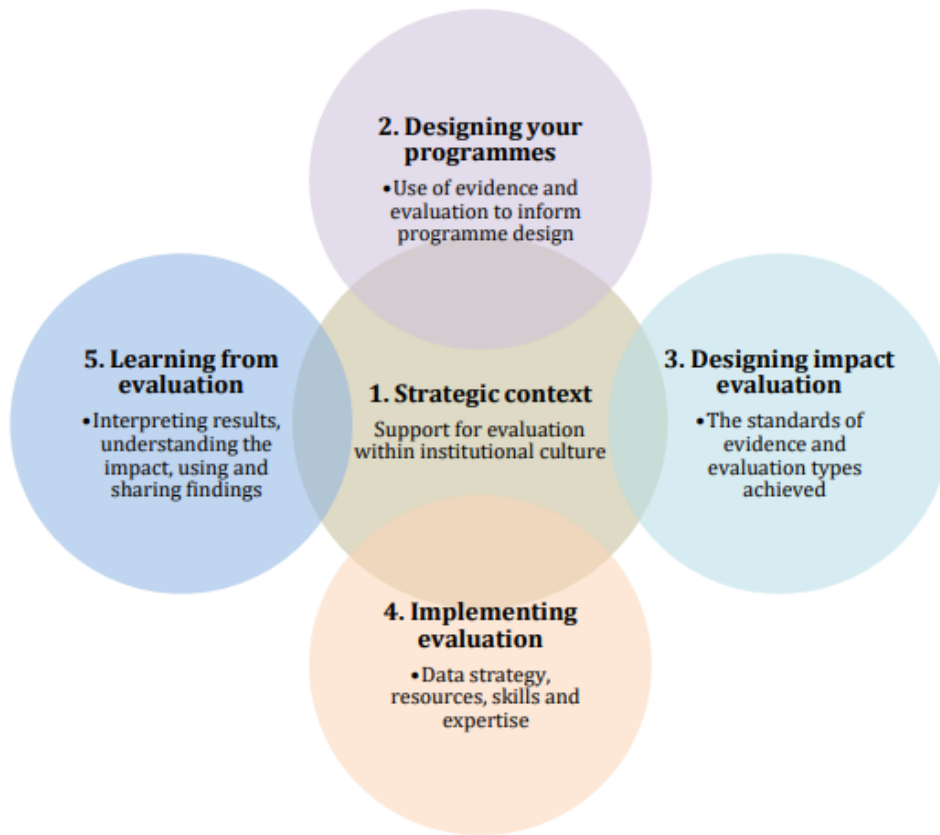 2. Designing your
programmes
•Use of evidence and
evaluation to inform
programme design
5. Learning from
evaluation
•Interpreting results,
understanding the
impact, using and
sharing findings
1. Strategic context
Support for evaluation
within institutional culture
3. Designing impact
evaluation
•The standards of
evidence and
evaluation types
achieved
4. Implementing
evaluation
•Data strategy,
resources, skills and
expertise